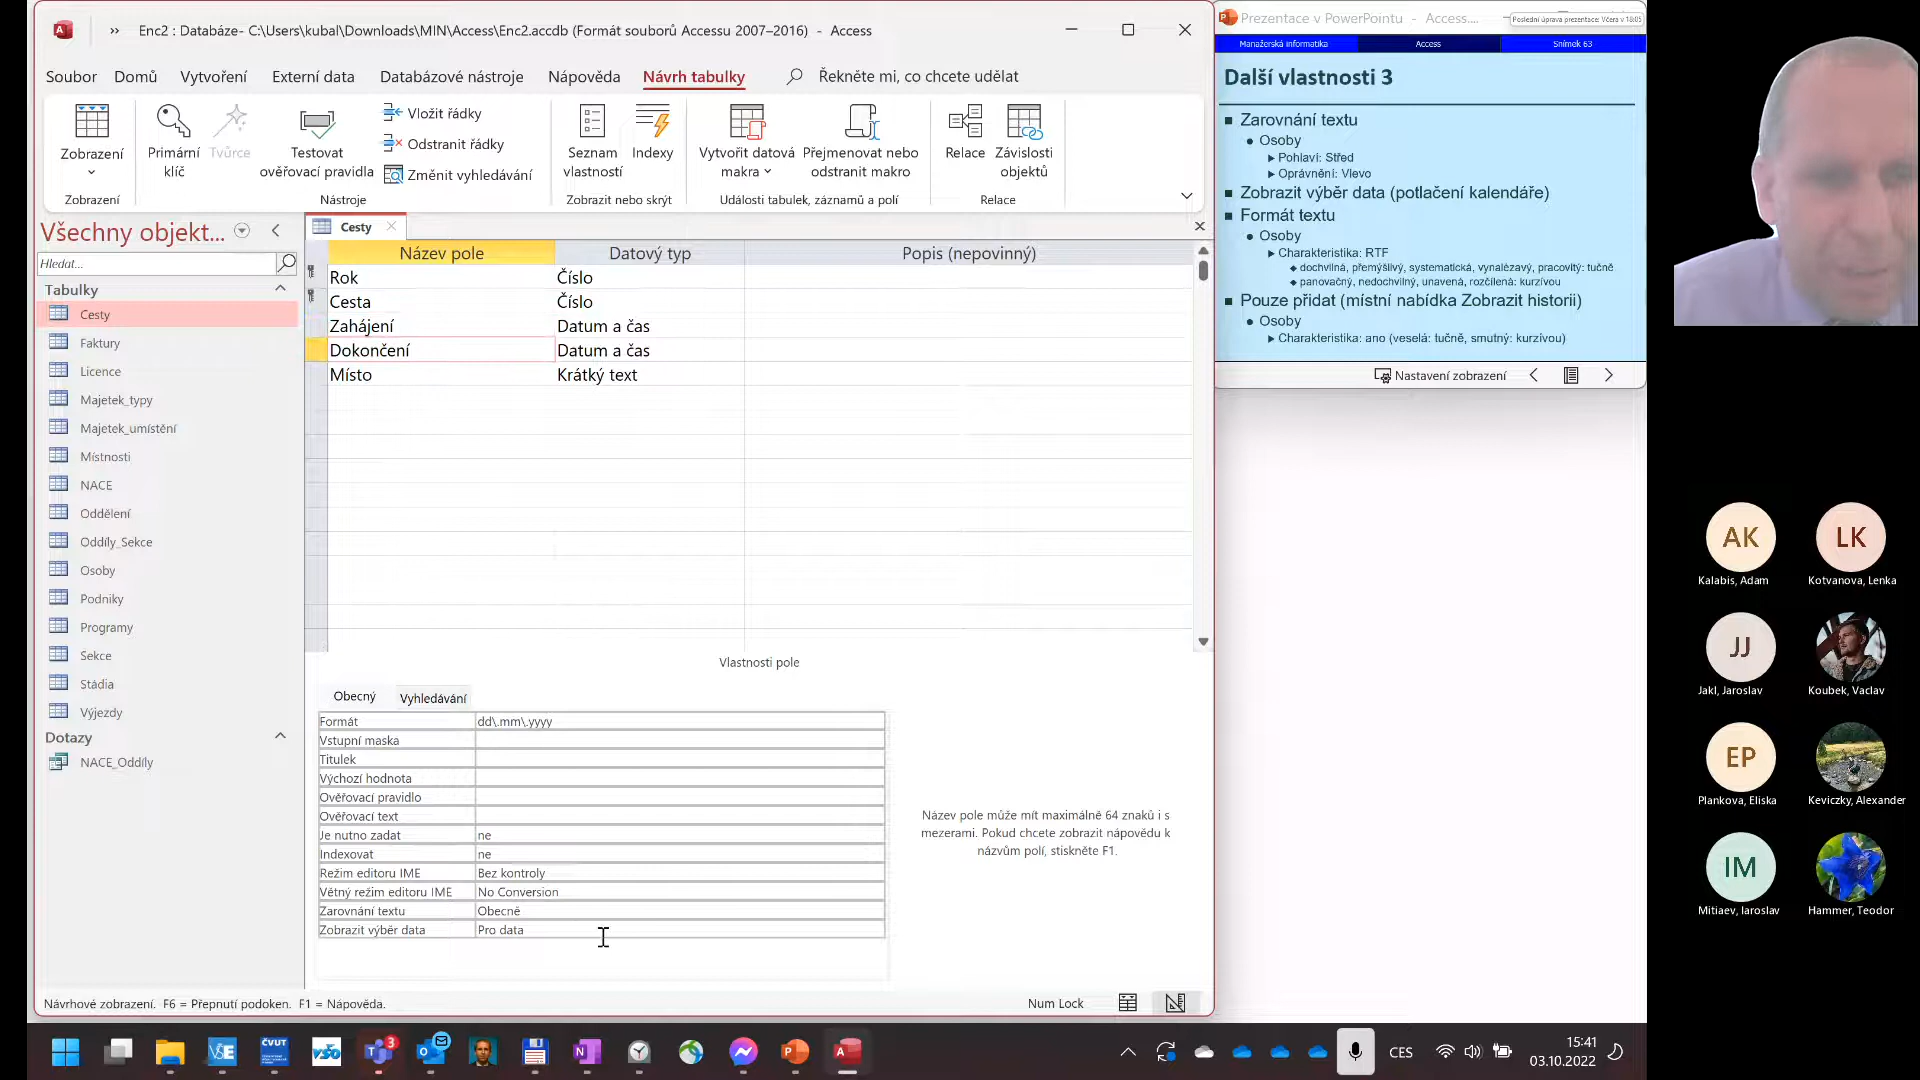 Enc2 : Databáze- C:\Users\kubal\Downloads\MIN\Access\Enc2.accdb (Formát souborů Accessu 2007–2016)  -  Access
Soubor
Domů
Vytvoření
Externí data
Databázové nástroje
Nápověda
Návrh tabulky
Řekněte mi, co chcete udělat
Zobrazení
Primární klíč
Tvůrce
Testovat ověřovací pravidla
Vložit řádky
Odstranit řádky
Změnit vyhledávání
Seznam vlastností
Indexy
Vytvořit datová makra
Přejmenovat nebo odstranit makro
Relace
Závislosti objektů
Zobrazení
Nástroje
Zobrazit nebo skrýt
Události tabulek, záznamů a polí
Relace
Všechny objekt...
Hledat...
Tabulky
Cesty
Faktury
Licence
Majetek_typy
Majetek_umístění
Místnosti
NACE
Oddělení
Oddíly_Sekce
Osoby
Podniky
Programy
Sekce
Stádia
Výjezdy
Dotazy
NACE_Oddíly
Cesty
Název pole
Datový typ
Popis (nepovinný)
Rok Číslo
Cesta Číslo
Zahájení Datum a čas
Dokončení Datum a čas
Místo Krátký text
Vlastnosti pole
Obecný
Vyhledávání
Formát dd\.mm\.yyyy
Vstupní maska
Titulek
Výchozí hodnota
Ověřovací pravidlo
Ověřovací text
Je nutno zadat ne
Indexovat ne
Režim editoru IME Bez kontroly
Větný režim editoru IME No Conversion
Zarovnání textu Obecně
Zobrazit výběr data Pro data
Název pole může mít maximálně 64 znaků i s
mezerami. Pokud chcete zobrazit nápovědu k
názvům polí, stiskněte F1.
Návrhové zobrazení.  F6 = Přepnutí podoken.  F1 = Nápověda.
Num Lock
Prezentace v PowerPointu  -  Access....
Poslední úprava prezentace: Včera v 18:05
Manažerská informatika
Access
Snímek 63
Další vlastnosti 3
Zarovnání textu
Osoby
Pohlaví: Střed
Oprávnění: Vlevo
Zobrazit výběr data (potlačení kalendáře)
Formát textu
Osoby
Charakteristika: RTF
dochvilná, přemýšlivý, systematická, vynalézavý, pracovitý: tučně
panovačný, nedochvilný, unavená, rozčílená: kurzívou
Pouze přidat (místní nabídka Zobrazit historii)
Osoby
Charakteristika: ano (veselá: tučně, smutný: kurzívou)
Nastavení zobrazení
AK
Kalabis, Adam
LK
Kotvanova, Lenka
JJ
Jakl, Jaroslav
Koubek, Vaclav
EP
Plankova, Eliska
Keviczky, Alexander
IM
Mitiaev, Iaroslav
Hammer, Teodor
VŠE
ČVUT
všo
3
CES
15:41
03.10.2022